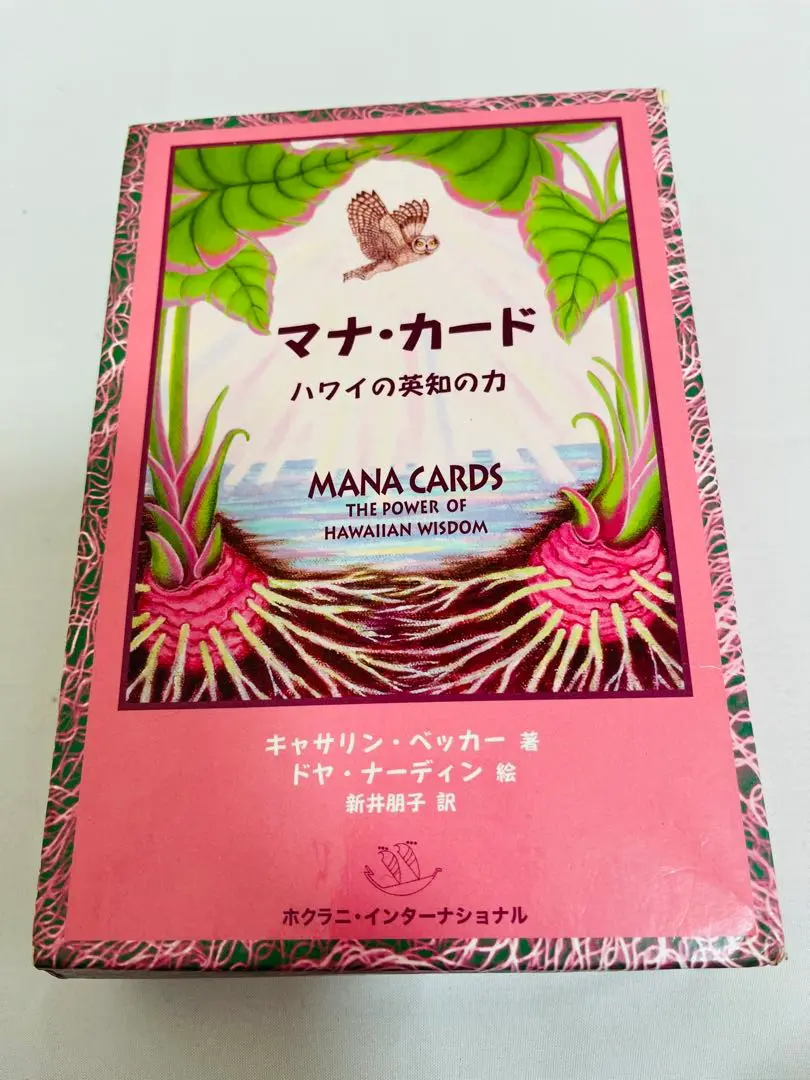 マナ・カード
ハワイの英知の力
MANA CARDS
THE POWER OF
HAWAIIAN WISDOM
キャサリン・ベッカー 著
ドヤ・ナーディン 絵
新井朋子 訳
ホクラニ・インターナショナル